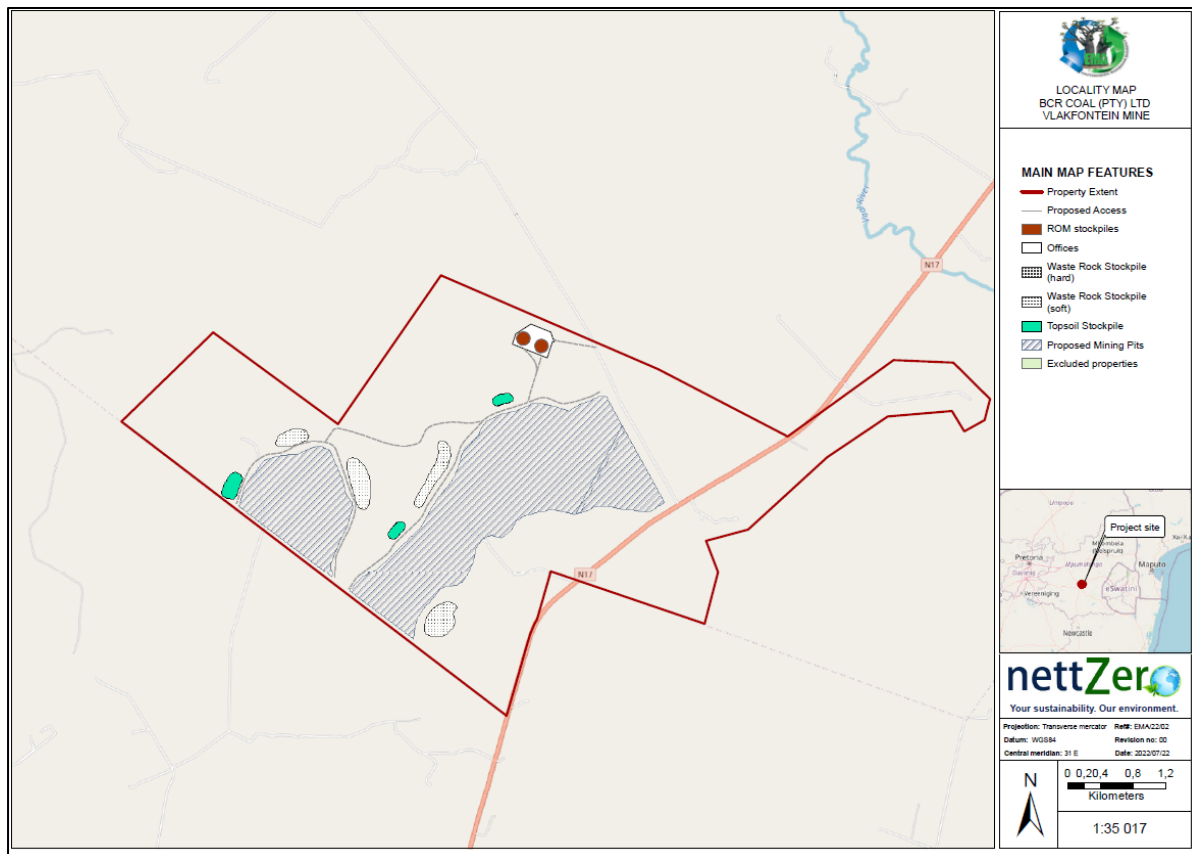 N17
N17
EMA
LOCALITY MAP
BCR COAL (PTY) LTD
VLAKFONTEIN MINE
MAIN MAP FEATURES
Property Extent
Proposed Access
ROM stockpiles
Offices
Waste Rock Stockpile
(hard)
Waste Rock Stockpile
(soft)
Topsoil Stockpile
Proposed Mining Pits
Excluded properties
Project site
Limpopo
Pretoria
Mpumalanga
Maputo
Vereeniging
eSwatini
Newcastle
nettZero
Your sustainability. Our environment.
Projection: Transverse mercator
Ref#: EMA/22/02
Datum: WGS84
Revision no: 00
Central meridian: 31 E
Date: 2022/07/22
N
0 0,20,4 0,8 1,2
Kilometers
1:35 017